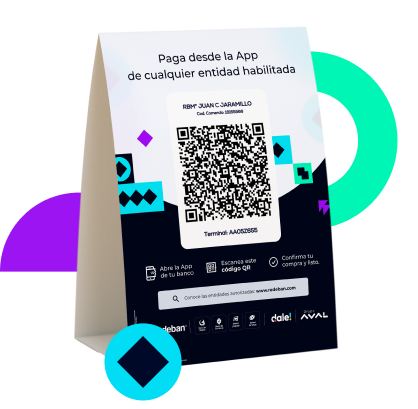 Paga desde la App
de cualquier entidad habilitada
RBM* JUAN C JARAMILLO
Terminal: AA052655
Abre la App
de tu banco
Escanea este
código QR
Confirma tu
compra y listo.
Conoce las entidades autorizadas: www.redeban.com
deban
dale!
AVAL